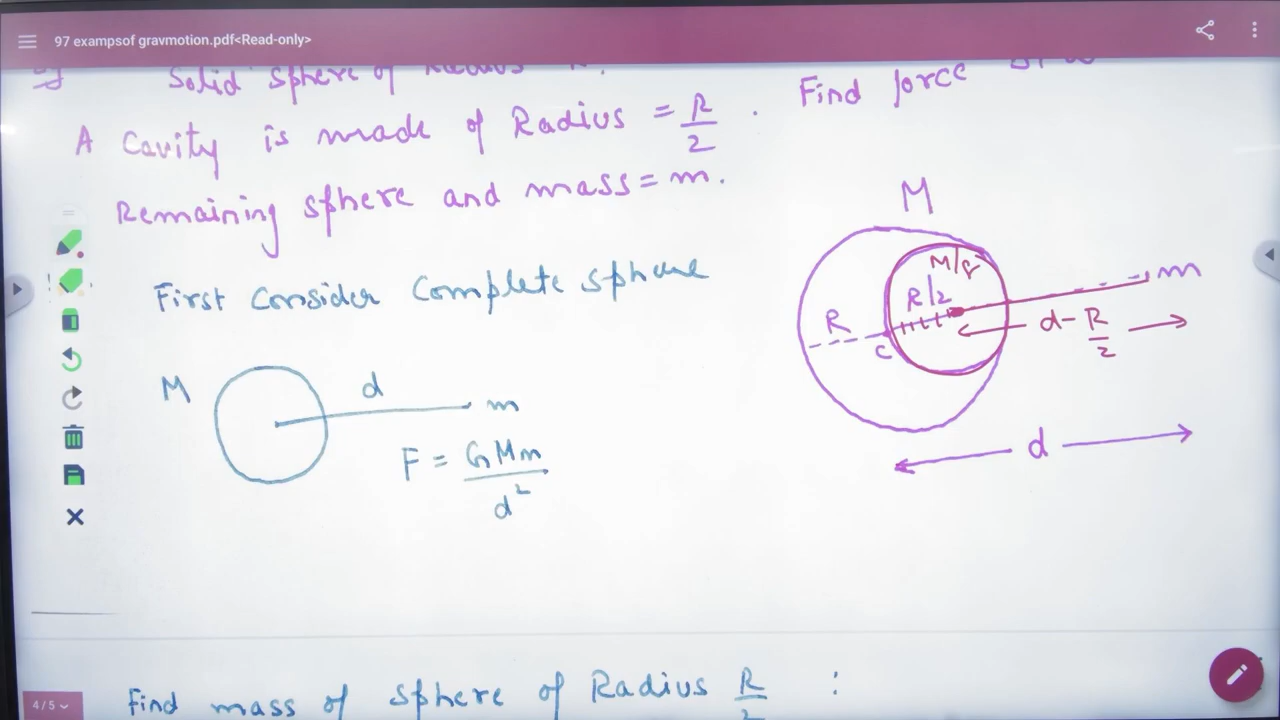 97 exampsof gravmotion.pdf<Read-only>
Solid sphere of Radius R.
Find force
A Cavity is made of Radius = R/2 .
Remaining sphere and mass = m.
First Consider Complete sphere
M
M/8
R/2
m
R
C
d - R/2
d
M
d
m
F = GMm/d²
4/5
Find mass of sphere of Radius R/2 :